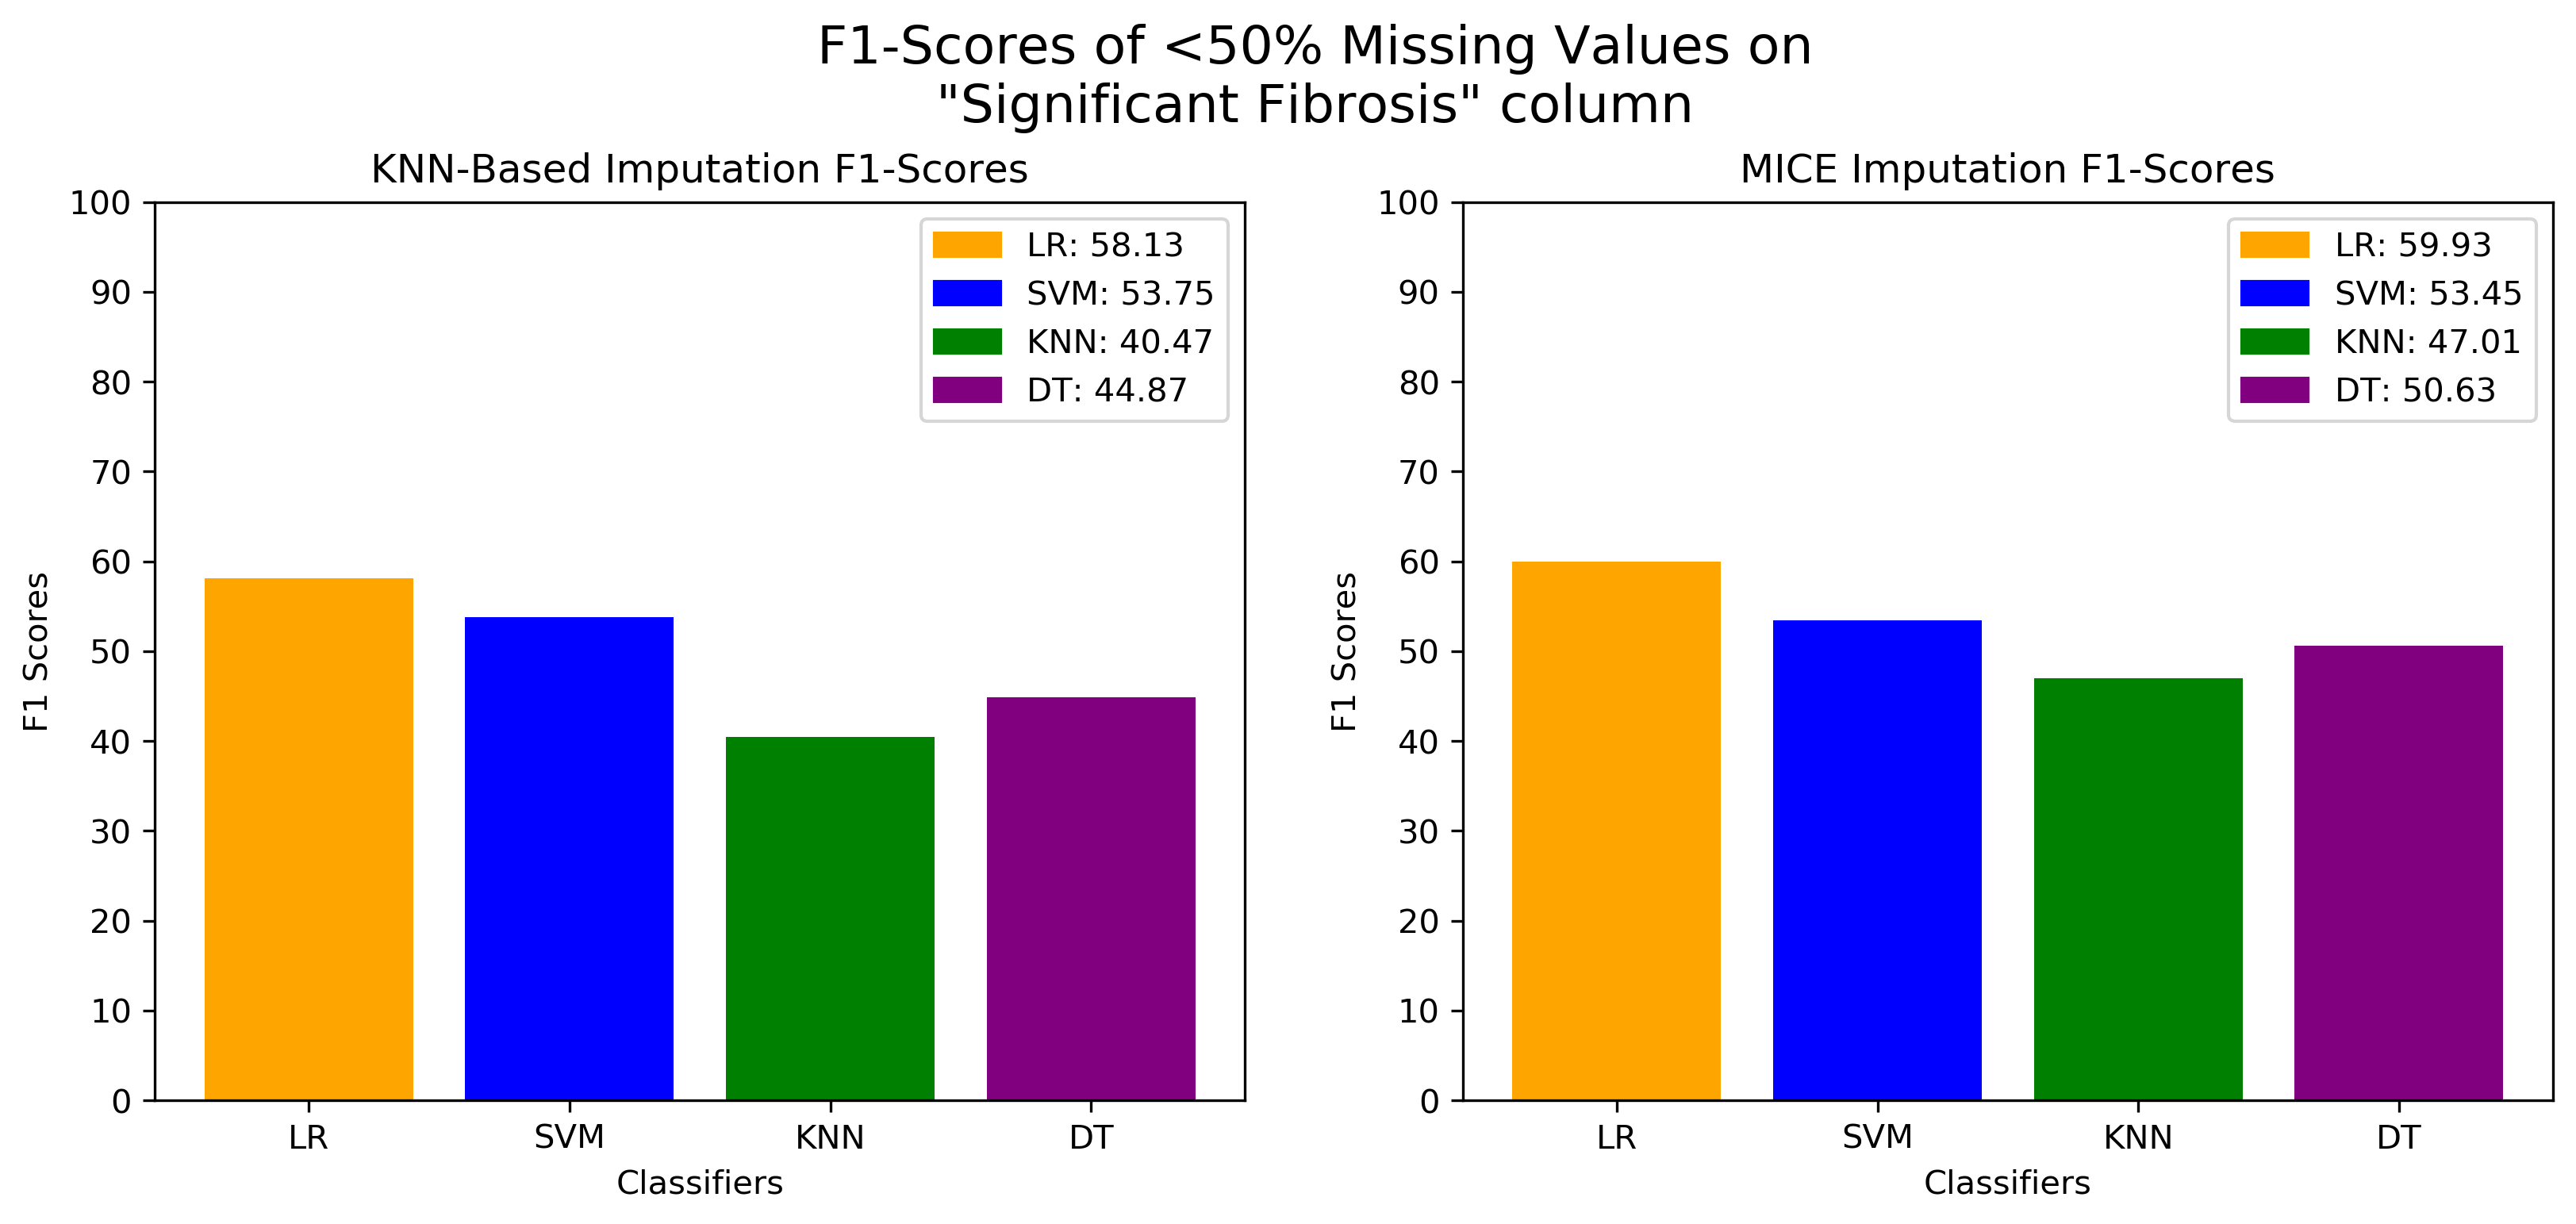 F1-Scores of <50% Missing Values on
"Significant Fibrosis" column
KNN-Based Imputation F1-Scores
100
90
80
70
60
50
40
30
20
10
0
F1 Scores
LR: 58.13
SVM: 53.75
KNN: 40.47
DT: 44.87
LR SVM KNN DT
Classifiers
MICE Imputation F1-Scores
100
90
80
70
60
50
40
30
20
10
0
F1 Scores
LR: 59.93
SVM: 53.45
KNN: 47.01
DT: 50.63
LR SVM KNN DT
Classifiers